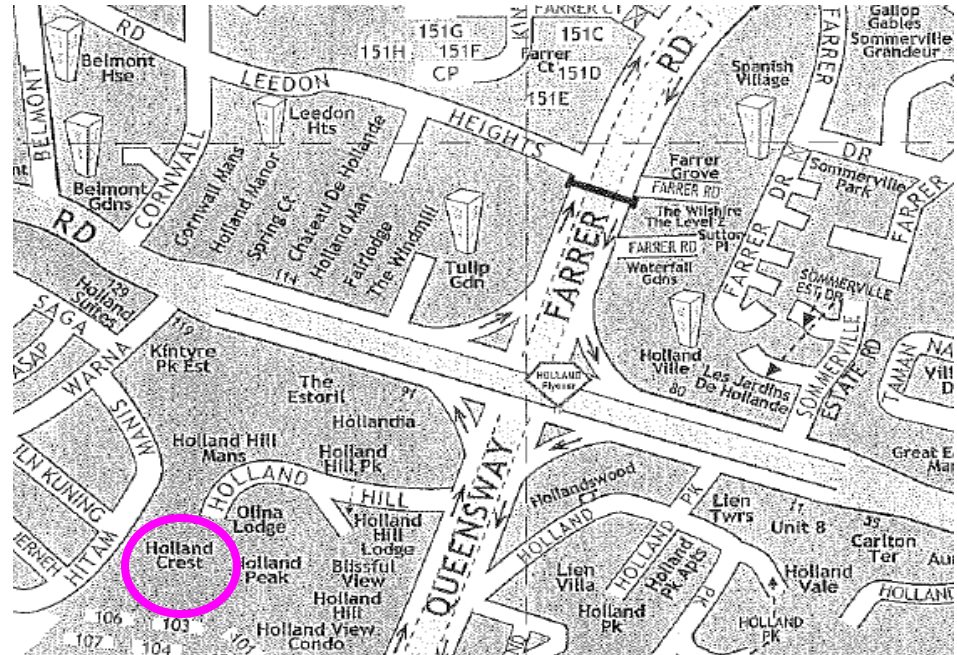 RD
Belmont
Hse
BELMONT
LEEDON
HEIGHTS
151G
151H
151F
CP
FARRER CT
151C
Farrer
Ct
151D
151E
RD
Gallop
Gables
Sommerville
Grandeur
FARRER
Spanish
Village
Leedon
Hts
CORNWALL
Belmont
Gdns
Cornwall Mans
Holland Manor
Spring Ct
Chateau De Hollande
Holland Man
Fairlodge
The Windmill
114
Tulip
Gdn
Farrer
Grove
FARRER RD
The Wilshire
The Level 2
Sutton
Pl
FARRER RD
Waterfall
Gdns
DR
Sommerville
Park
FARRER
FARRER DR
SOMMERVILLE
EST DR
RD
FARRER
129
Holland
Suites
SAGA
ASAP
WARNA
MANIS
119
Kintyre
Pk Est
The
Estoril
91
Hollandia
HOLLAND
Flyover
Holland
Ville
80
Les Jardins
De Hollande
SOMMERVILLE
ESTATE RD
TAMAN
NA
Holland Hill
Mans
Holland
Hill Pk
HOLLAND
HILL
Olina
Lodge
Holland
Hill
Lodge
Holland
Crest
Holland
Peak
Blissful
View
Holland
Hill
Holland View
Condo
QUEENSWAY
LN KUNING
HITAM
106
107
103
104
101
Hollandswood
HOLLAND
PK
Lien
Twrs
Unit 8
Carlton
Ter
Lien
Villa
HOLLAND
Holland
Pk Apts
PK
Holland
Pk
Holland
Vale
HOLLAND
PK
HOLLAND